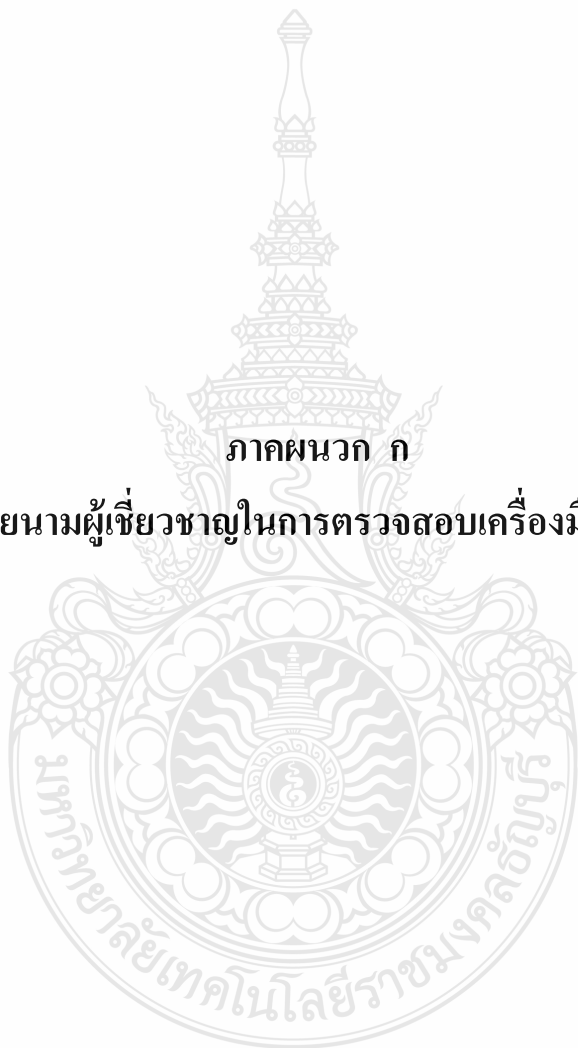 ภาคผนวก ก
ยนามผู้เชี่ยวชาญในการตรวจสอบเครื่องมื
มหาวิทยาลัยเทคโนโลยีราชมงคลธัญบุรี